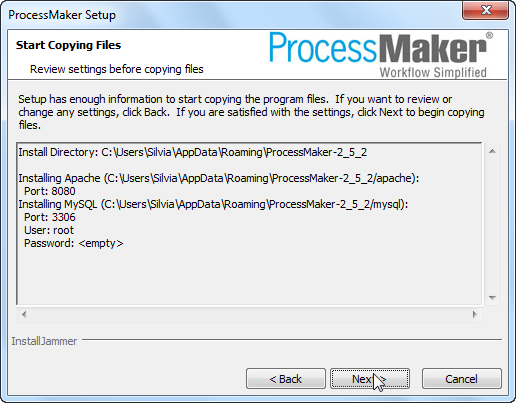 ProcessMaker Setup
Start Copying Files
Review settings before copying files
ProcessMaker®
Workflow Simplified
Setup has enough information to start copying the program files.  If you want to review or
change any settings, click Back.  If you are satisfied with the settings, click Next to begin copying
files.
Install Directory: C:\Users\Silvia\AppData\Roaming\ProcessMaker-2_5_2
Installing Apache (C:\Users\Silvia\AppData\Roaming\ProcessMaker-2_5_2/apache):
Port: 8080
Installing MySQL (C:\Users\Silvia\AppData\Roaming\ProcessMaker-2_5_2/mysql):
Port: 3306
User: root
Password: <empty>
InstallJammer
< Back
Next >
Cancel